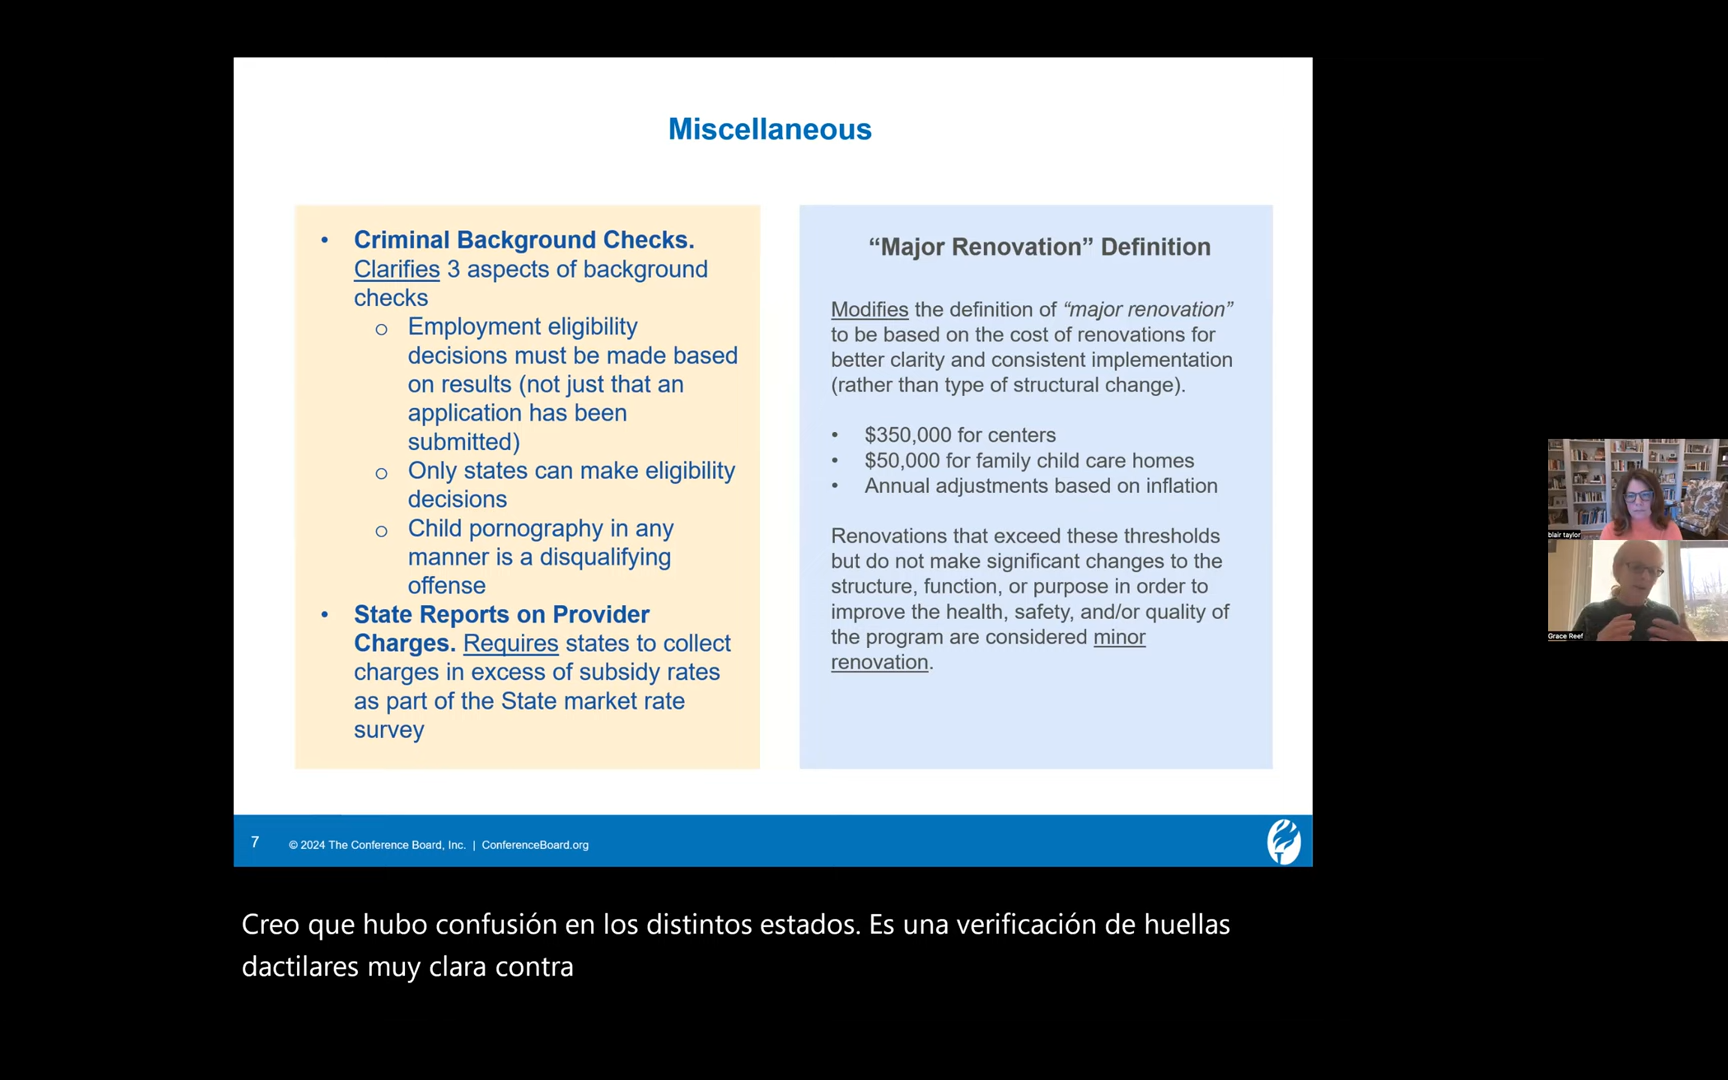 Miscellaneous
• Criminal Background Checks.
Clarifies 3 aspects of background
checks
o Employment eligibility
decisions must be made based
on results (not just that an
application has been
submitted)
o Only states can make eligibility
decisions
o Child pornography in any
manner is a disqualifying
offense
• State Reports on Provider
Charges. Requires states to collect
charges in excess of subsidy rates
as part of the State market rate
survey
“Major Renovation” Definition
Modifies the definition of “major renovation”
to be based on the cost of renovations for
better clarity and consistent implementation
(rather than type of structural change).
• $350,000 for centers
• $50,000 for family child care homes
• Annual adjustments based on inflation
Renovations that exceed these thresholds
but do not make significant changes to the
structure, function, or purpose in order to
improve the health, safety, and/or quality of
the program are considered minor
renovation.
7 © 2024 The Conference Board, Inc. | ConferenceBoard.org
blair taylor
Grace Reef
Creo que hubo confusión en los distintos estados. Es una verificación de huellas
dactilares muy clara contra